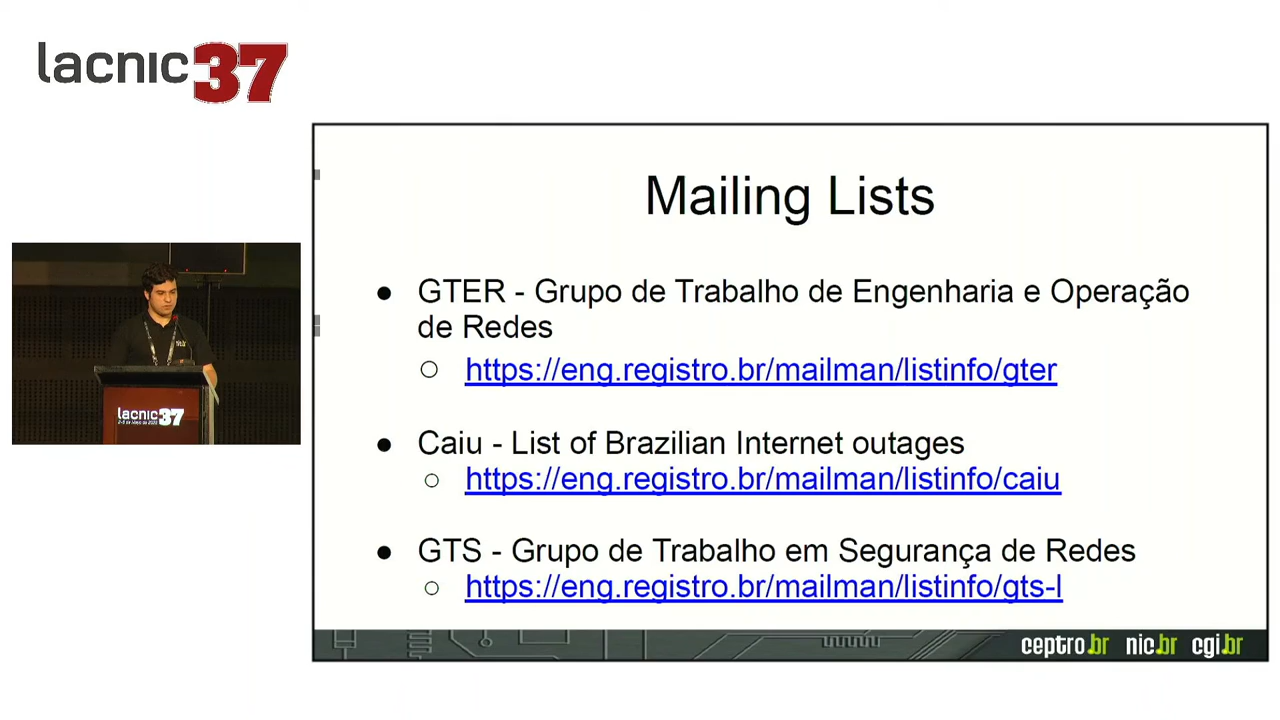 lacnic37
Mailing Lists
● GTER - Grupo de Trabalho de Engenharia e Operação
de Redes
○ https://eng.registro.br/mailman/listinfo/gter
● Caiu - List of Brazilian Internet outages
○ https://eng.registro.br/mailman/listinfo/caiu
● GTS - Grupo de Trabalho em Segurança de Redes
○ https://eng.registro.br/mailman/listinfo/gts-l
lacnic37
ceptro.br nic.br cgi.br